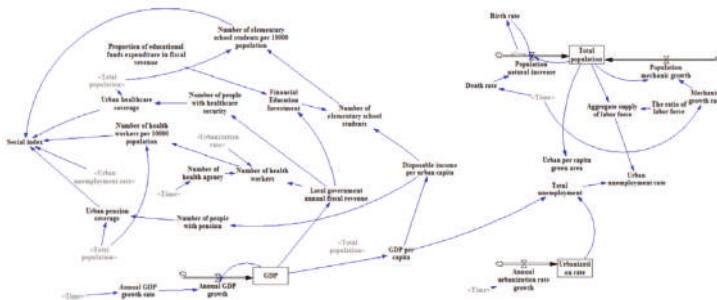 Birth rate
Number of elementary
school students per 10000
population
Proportion of educational
funds expenditure in fiscal
revenue
Total
population
Population
natural increase
Population
mechanic growth
<Total
population>
Death rate
<Time>
Mechanic
growth rate
Urban healthcare
coverage
Number of people
with healthcare
security
Financial
Education
Investment
Number of
elementary school
students
Aggregate supply
of labor force
The ratio of
labor force
Social index
Number of health
workers per 10000
population
<Urbanization
rate>
<Urban
unemployment rate>
Number of
health agency
Number of health
workers
Disposable income
per urban capita
Urban per capita
green area
Urban
unemployment rate
Total
unemployment
<Time>
Local government
annual fiscal revenue
Urban pension
coverage
Number of people
with pension
<Total
population>
<Total
population>
GDP per
capita
GDP
Annual GDP
growth
Annual GDP
growth rate
<Time>
Urbanizati
on rate
Annual
urbanization rate
growth
<Time>